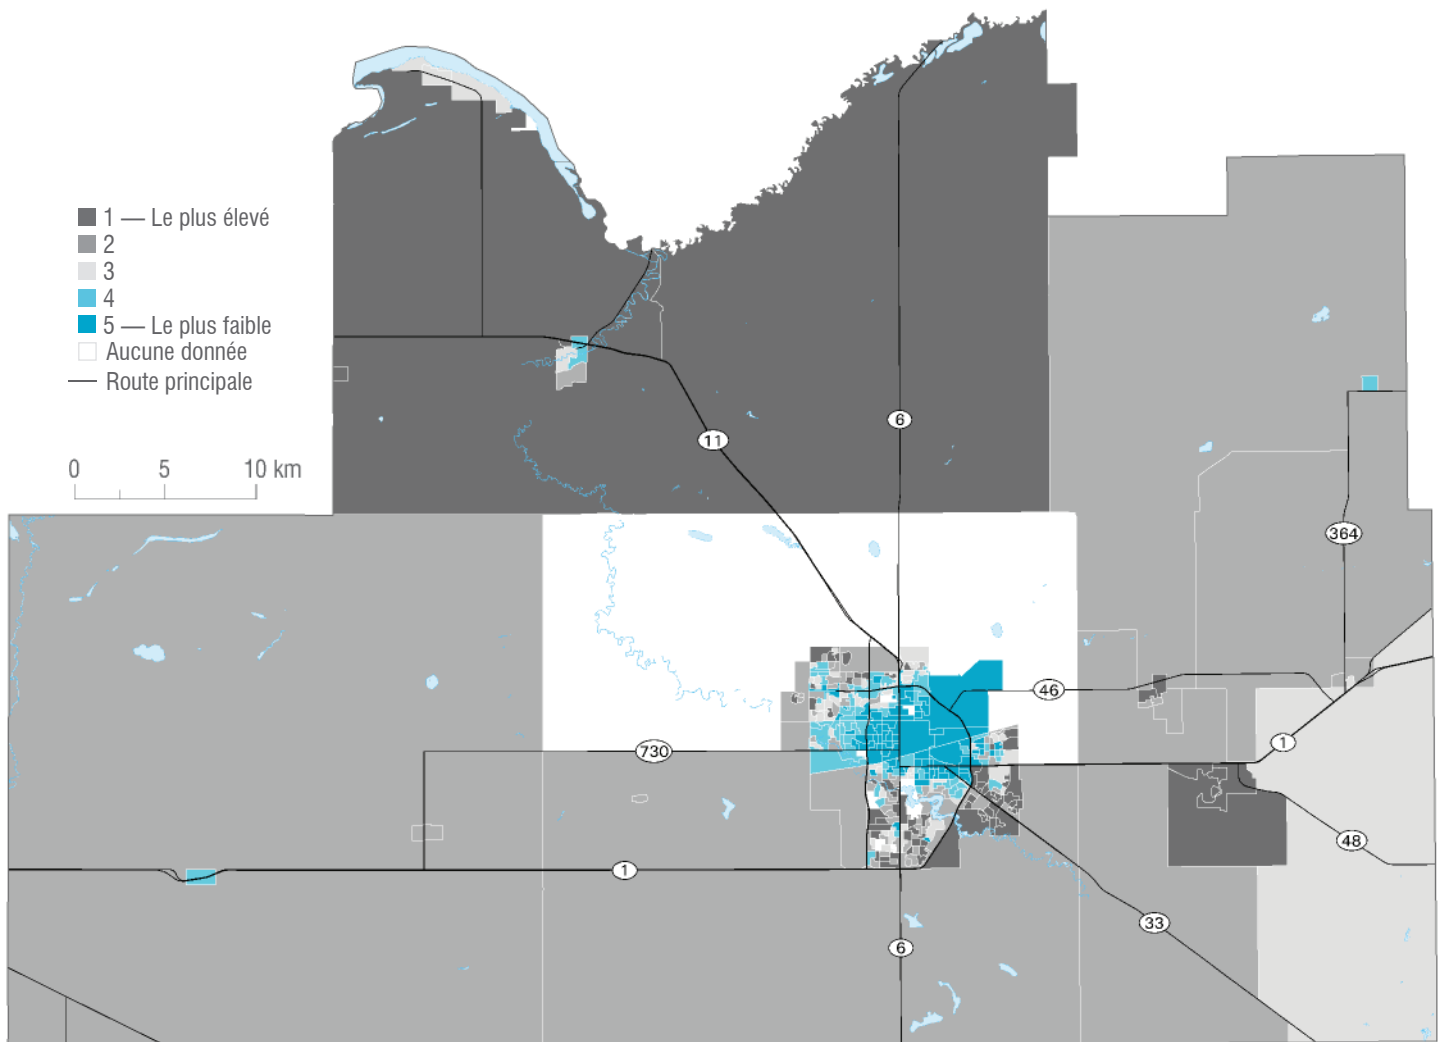 1 — Le plus élevé
2
3
4
5 — Le plus faible
Aucune donnée
Route principale
0 5 10 km
6
11
364
46
1
730
48
1
33
6